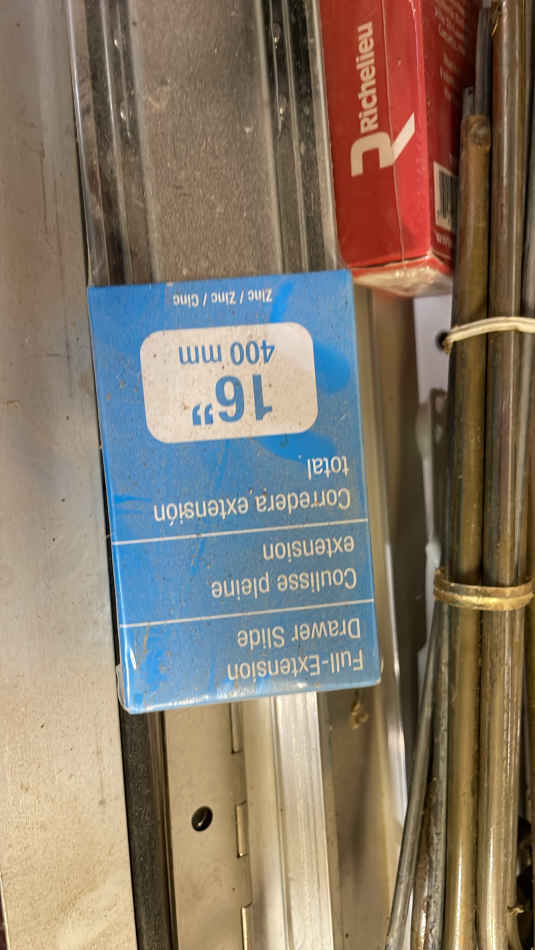 Full-Extension
Drawer Slide
Coulisse pleine
extension
Corredera extensión
total
16”
400 mm
Zinc / Zinc / Cinc
Richelieu